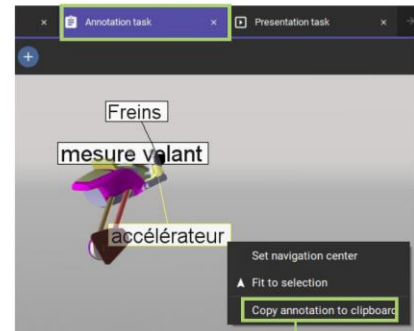 Annotation task
Presentation task
Freins
mesure volant
accélérateur
Set navigation center
Fit to selection
Copy annotation to clipboard